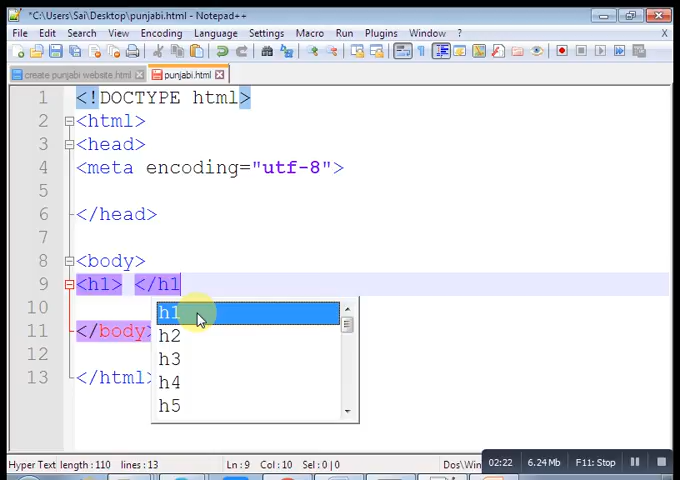 *C:\Users\Sai\Desktop\punjabi.html - Notepad++
File Edit Search View Encoding Language Settings Macro Run Plugins Window ? X
create punjabi website.html punjabi.html
1 <!DOCTYPE html>
2 <html>
3 <head>
4 <meta encoding="utf-8">
5
6 </head>
7
8 <body>
9 <h1> </h1
10 h1
h2
11 </body>
h3
12
h4
13 </html>
h5
Hyper Text length : 110 lines : 13 Ln : 9 Col : 10 Sel : 0 | 0 Dos\Win 02:22 6.24 Mb F11: Stop